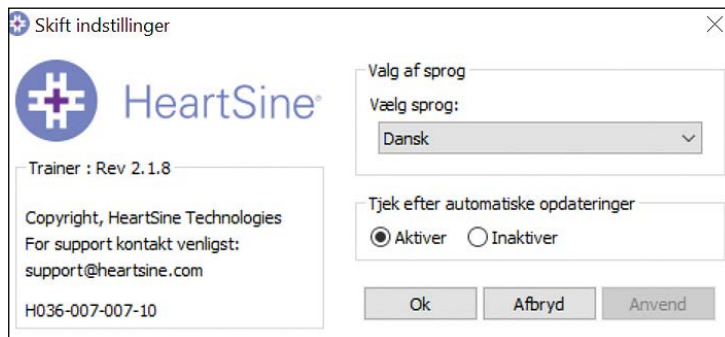 Skift indstillinger
HeartSine®
Trainer : Rev 2.1.8
Copyright, HeartSine Technologies
For support kontakt venligst:
support@heartsine.com
H036-007-007-10
Valg af sprog
Vælg sprog:
Dansk
Tjek efter automatiske opdateringer
Aktiver Inaktiver
Ok Afbryd Anvend